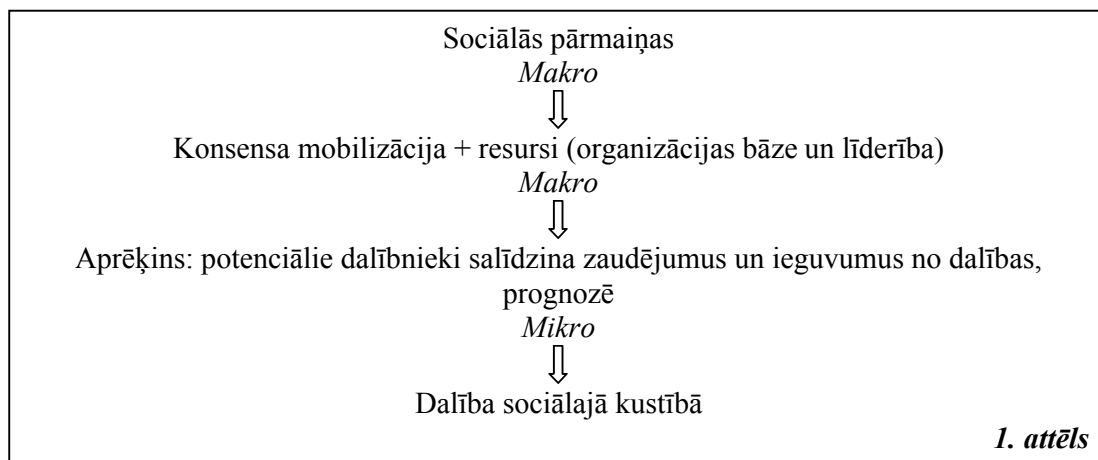 Sociālās pārmaiņas
Makro
Konsensa mobilizācija + resursi (organizācijas bāze un līderība)
Makro
Aprēķins: potenciālie dalībnieki salīdzina zaudējumus un ieguvumus no dalības,
prognozē
Mikro
Dalība sociālajā kustībā
1. attēls